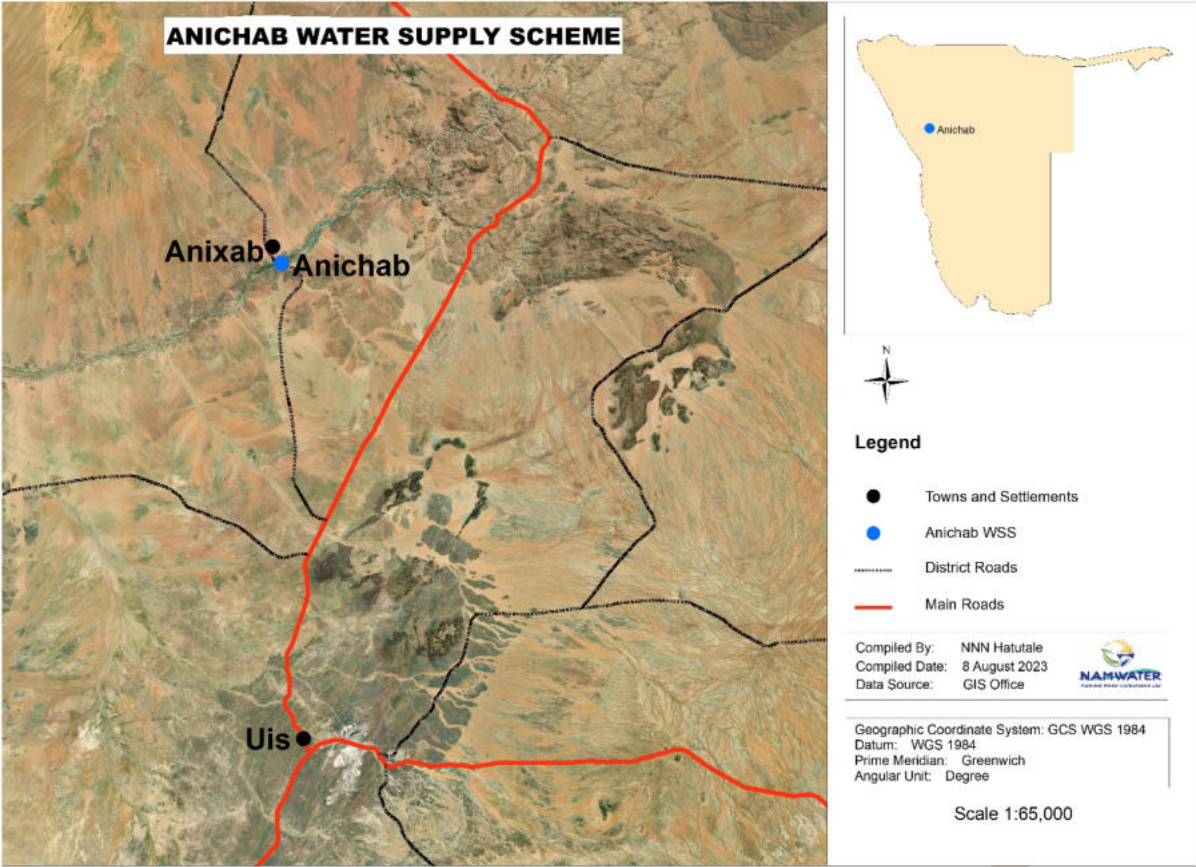 ANICHAB WATER SUPPLY SCHEME
Anixab
Anichab
Uis
Anichab
N
Legend
Towns and Settlements
Anichab WSS
District Roads
Main Roads
Compiled By: NNN Hatutale
Compiled Date: 8 August 2023
Data Source: GIS Office
NAMWATER
Geographic Coordinate System: GCS WGS 1984
Datum: WGS 1984
Prime Meridian: Greenwich
Angular Unit: Degree
Scale 1:65,000